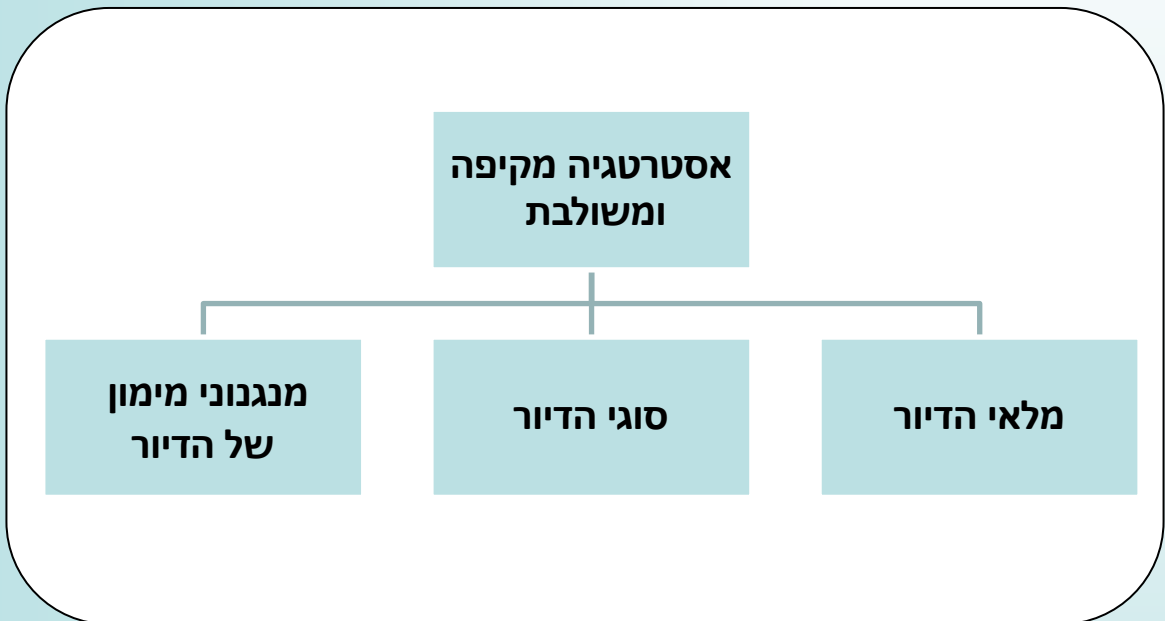 אסטרטגיה מקיפה
ומשולבת
מלאי הדיור
סוגי הדיור
מנגנוני מימון
של הדיור